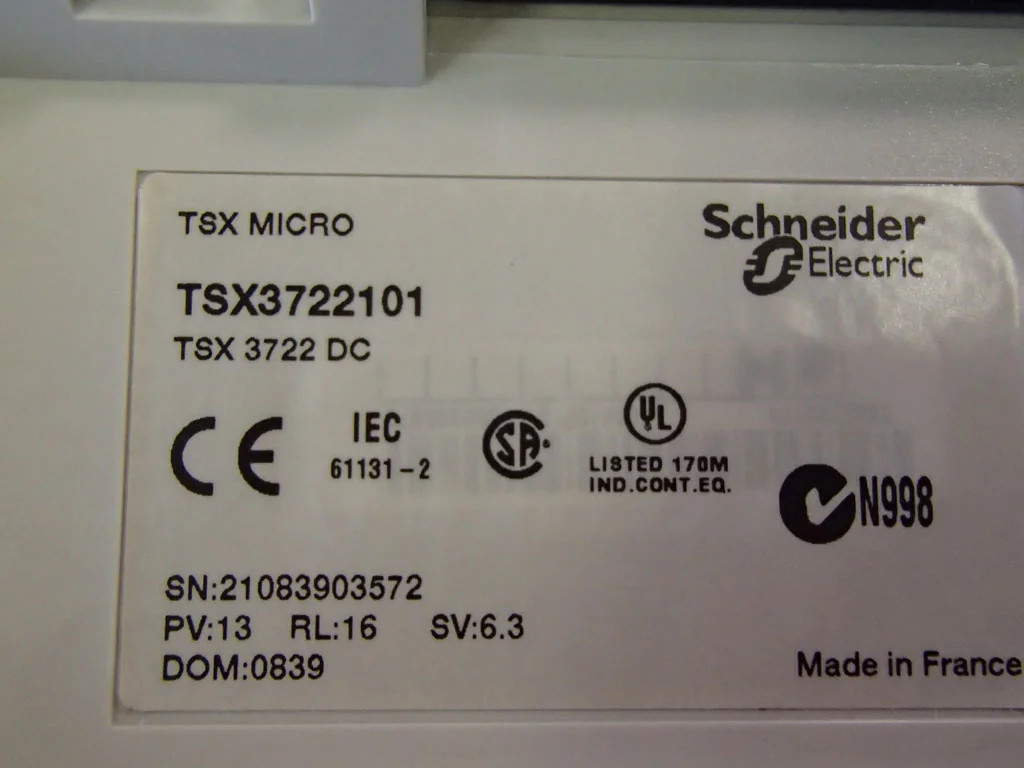 TSX MICRO
Schneider
Electric
TSX3722101
TSX 3722 DC
CE
IEC
61131-2
SA
UL
LISTED 170M
IND.CONT.EQ.
N998
SN:21083903572
PV:13 RL:16 SV:6.3
DOM:0839
Made in France